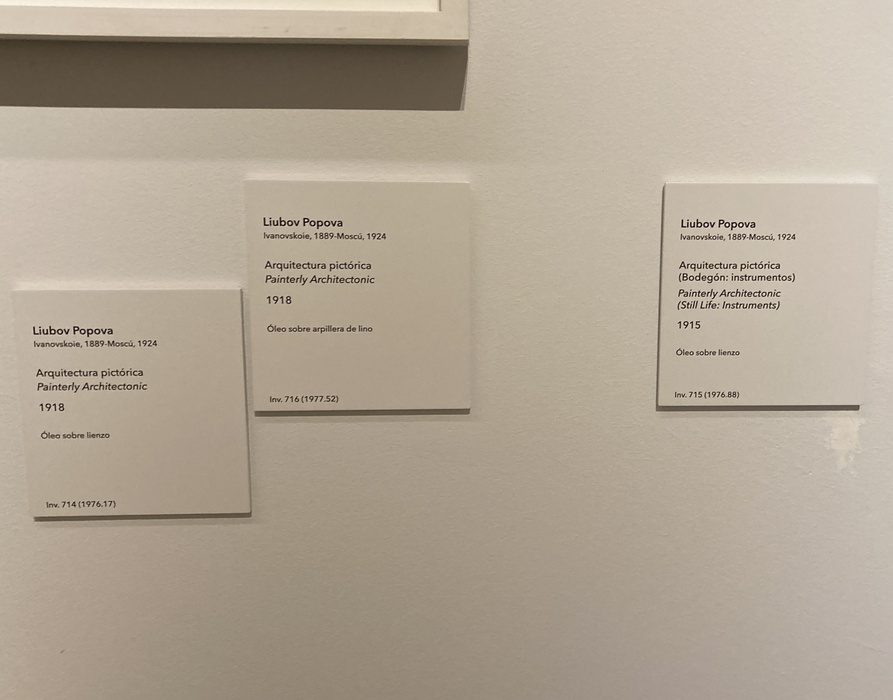 Liubov Popova
Ivanovskoie, 1889-Moscú, 1924
Arquitectura pictórica
Painterly Architectonic
1918
Óleo sobre lienzo
Inv. 714 (1976.17)
Liubov Popova
Ivanovskoie, 1889-Moscú, 1924
Arquitectura pictórica
Painterly Architectonic
1918
Óleo sobre arpillera de lino
Inv. 716 (1977.52)
Liubov Popova
Ivanovskoie, 1889-Moscú, 1924
Arquitectura pictórica
(Bodegón: instrumentos)
Painterly Architectonic
(Still Life: Instruments)
1915
Óleo sobre lienzo
Inv. 715 (1976.88)